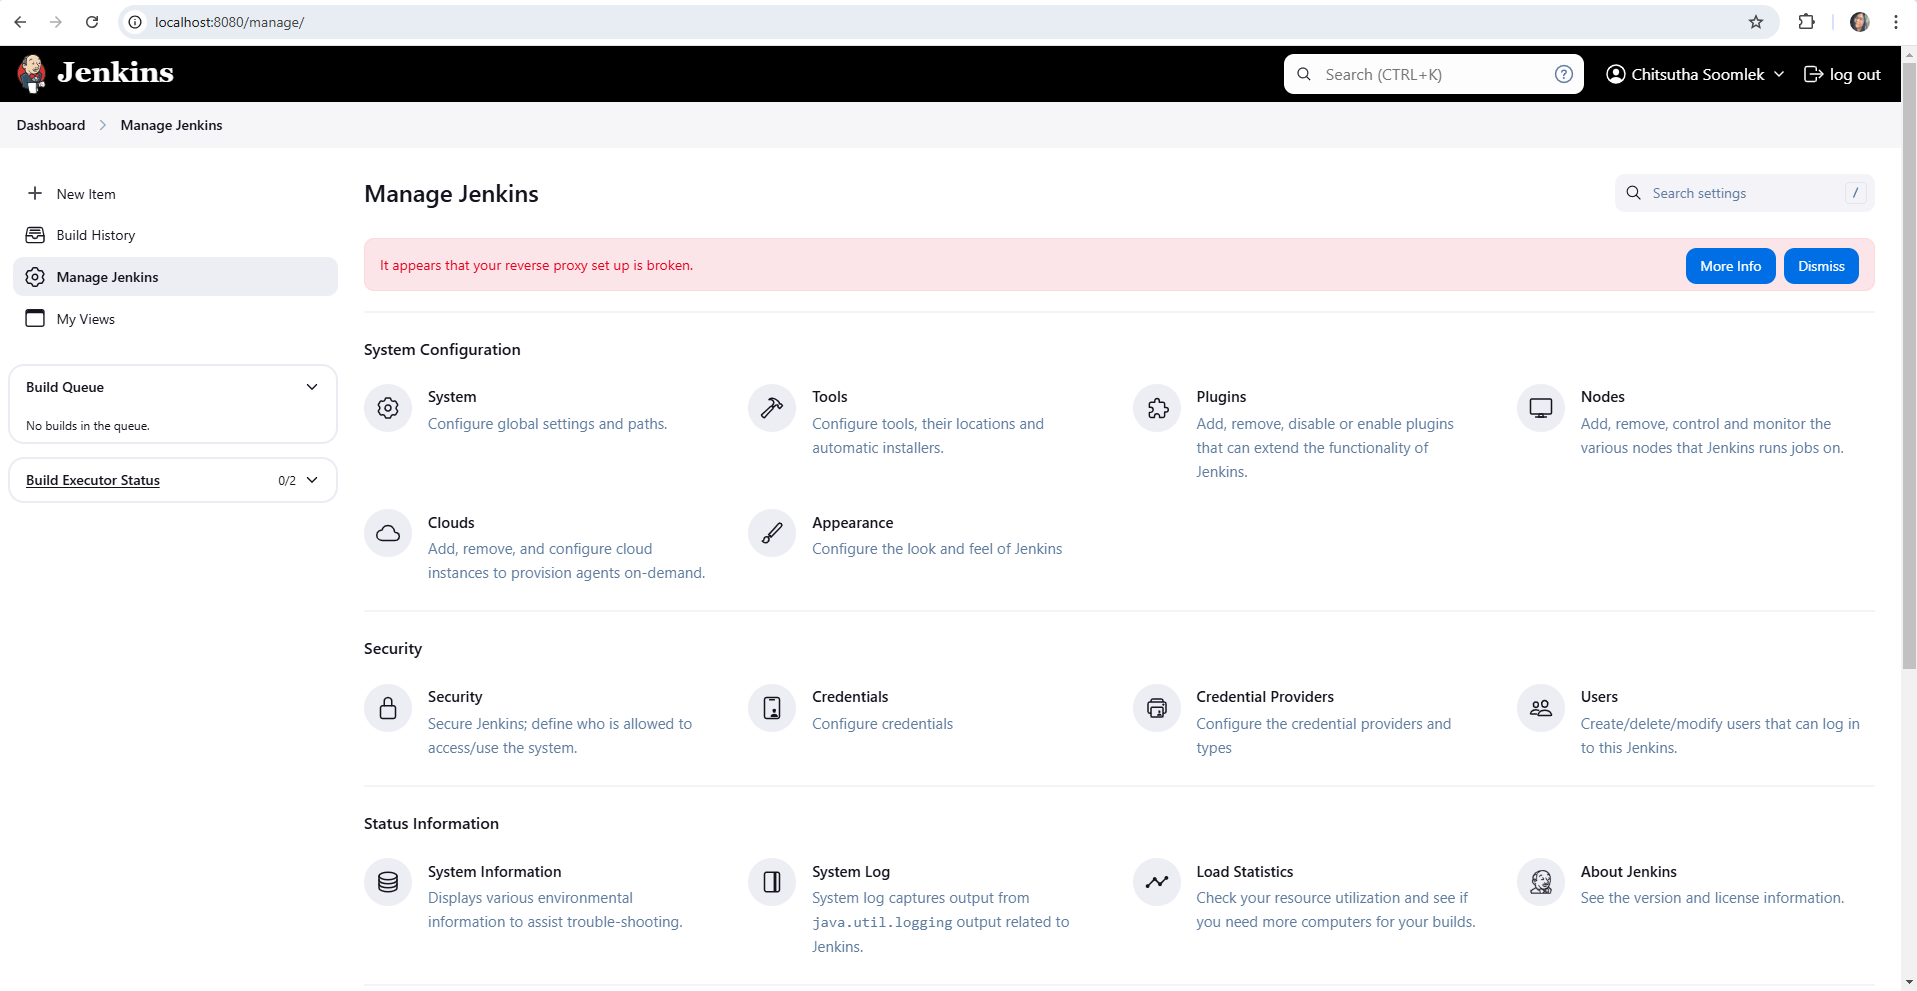 localhost:8080/manage/
Jenkins
Search (CTRL+K)
?
Chitsutha Soomlek
log out
Dashboard
Manage Jenkins
New Item
Build History
Manage Jenkins
My Views
Build Queue
No builds in the queue.
Build Executor Status
0/2
Manage Jenkins
Search settings
/
It appears that your reverse proxy set up is broken.
More Info
Dismiss
System Configuration
System
Configure global settings and paths.
Tools
Configure tools, their locations and
automatic installers.
Plugins
Add, remove, disable or enable plugins
that can extend the functionality of
Jenkins.
Nodes
Add, remove, control and monitor the
various nodes that Jenkins runs jobs on.
Clouds
Add, remove, and configure cloud
instances to provision agents on-demand.
Appearance
Configure the look and feel of Jenkins
Security
Security
Secure Jenkins; define who is allowed to
access/use the system.
Credentials
Configure credentials
Credential Providers
Configure the credential providers and
types
Users
Create/delete/modify users that can log in
to this Jenkins.
Status Information
System Information
Displays various environmental
information to assist trouble-shooting.
System Log
System log captures output from
java.util.logging output related to
Jenkins.
Load Statistics
Check your resource utilization and see if
you need more computers for your builds.
About Jenkins
See the version and license information.